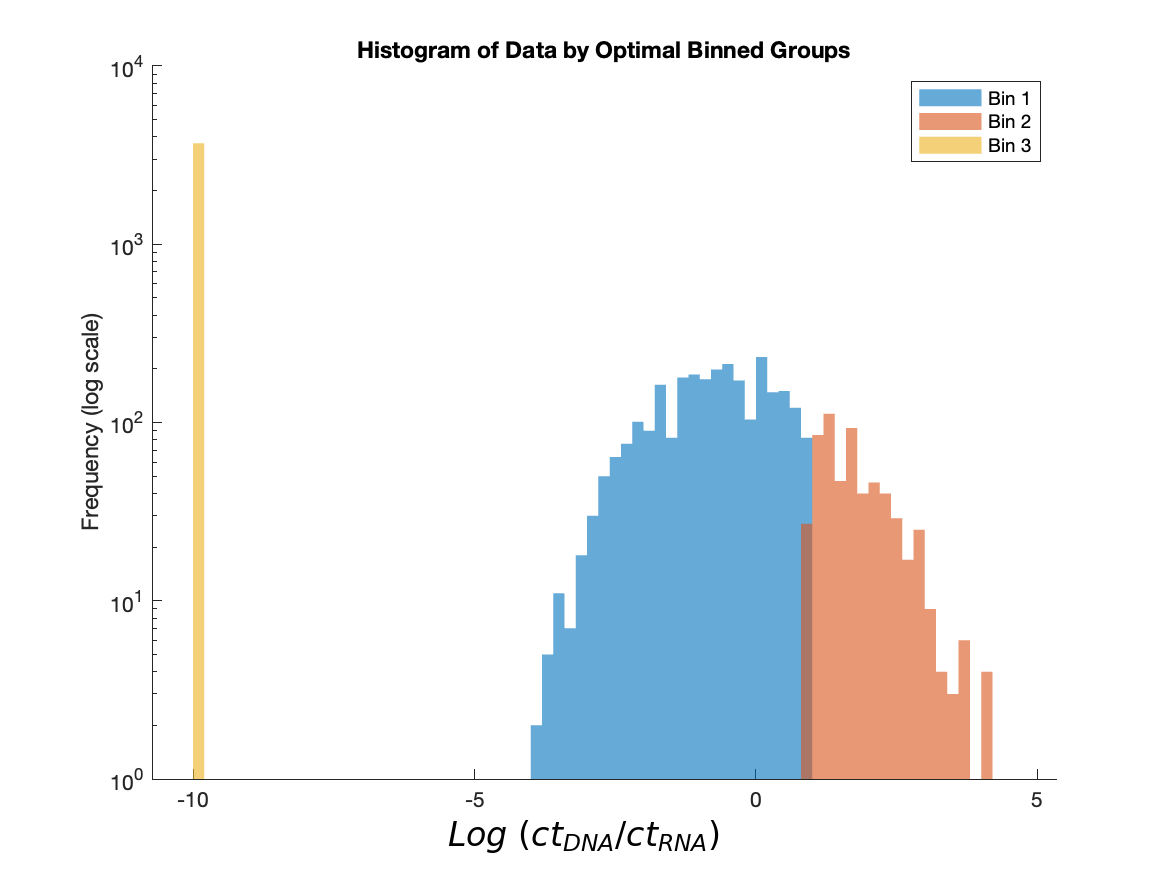 Histogram of Data by Optimal Binned Groups
Bin 1
Bin 2
Bin 3
Frequency (log scale)
10^4
10^3
10^2
10^1
10^0
-10 -5 0 5
Log (ct_DNA/ct_RNA)